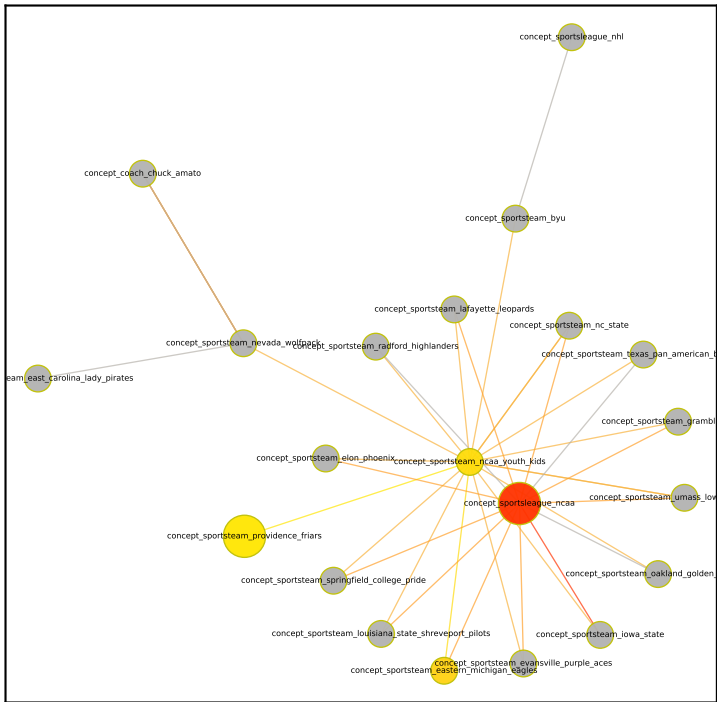 concept_sportsleague_nhl
concept_coach_chuck_amato
concept_sportsteam_byu
concept_sportsteam_lafayette_leopards
concept_sportsteam_nc_state
concept_sportsteam_nevada_wolfpack
concept_sportsteam_radford_highlanders
concept_sportsteam_texas_pan_american_b
eam_east_carolina_lady_pirates
concept_sportsteam_grambl
concept_sportsteam_elon_phoenix
concept_sportsteam_ncaa_youth_kids
concept_sportsteam_umass_low
concept_sportsleague_ncaa
concept_sportsteam_providence_friars
concept_sportsteam_oakland_golden_
concept_sportsteam_springfield_college_pride
concept_sportsteam_louisiana_state_shreveport_pilots
concept_sportsteam_iowa_state
concept_sportsteam_evansville_purple_aces
concept_sportsteam_eastern_michigan_eagles